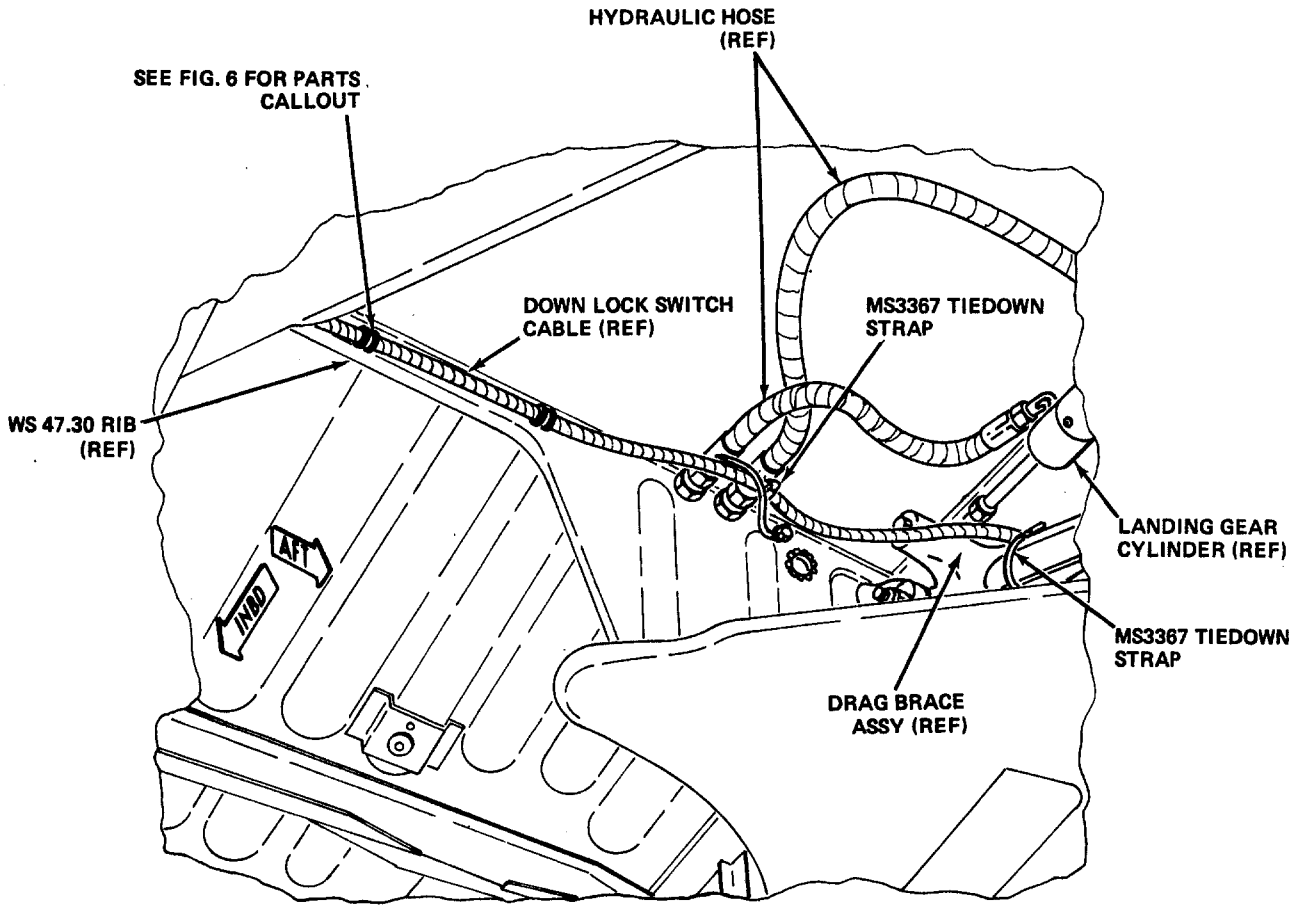 HYDRAULIC HOSE
(REF)
SEE FIG. 6 FOR PARTS
CALLOUT
DOWN LOCK SWITCH
CABLE (REF)
MS3367 TIEDOWN
STRAP
WS 47.30 RIB
(REF)
LANDING GEAR
CYLINDER (REF)
AFT
INBD
MS3367 TIEDOWN
STRAP
DRAG BRACE
ASSY (REF)